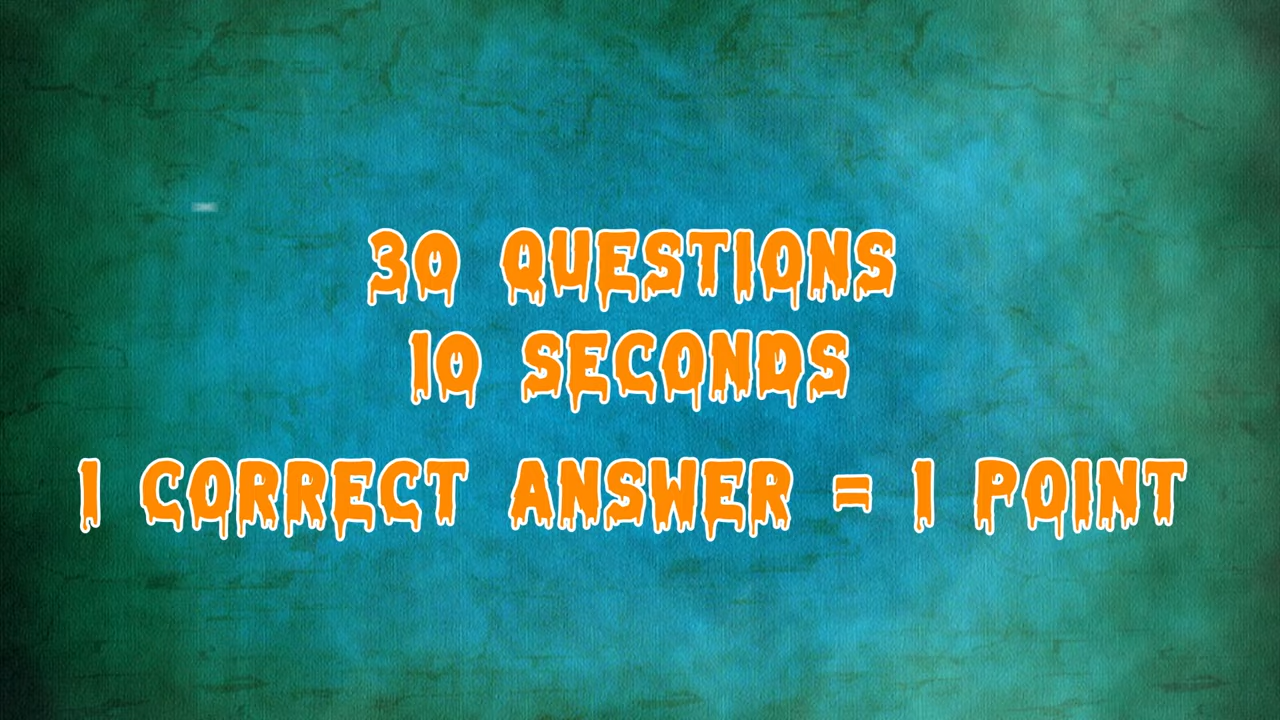 30 QUESTIONS
10 SECONDS
1 CORRECT ANSWER = 1 POINT